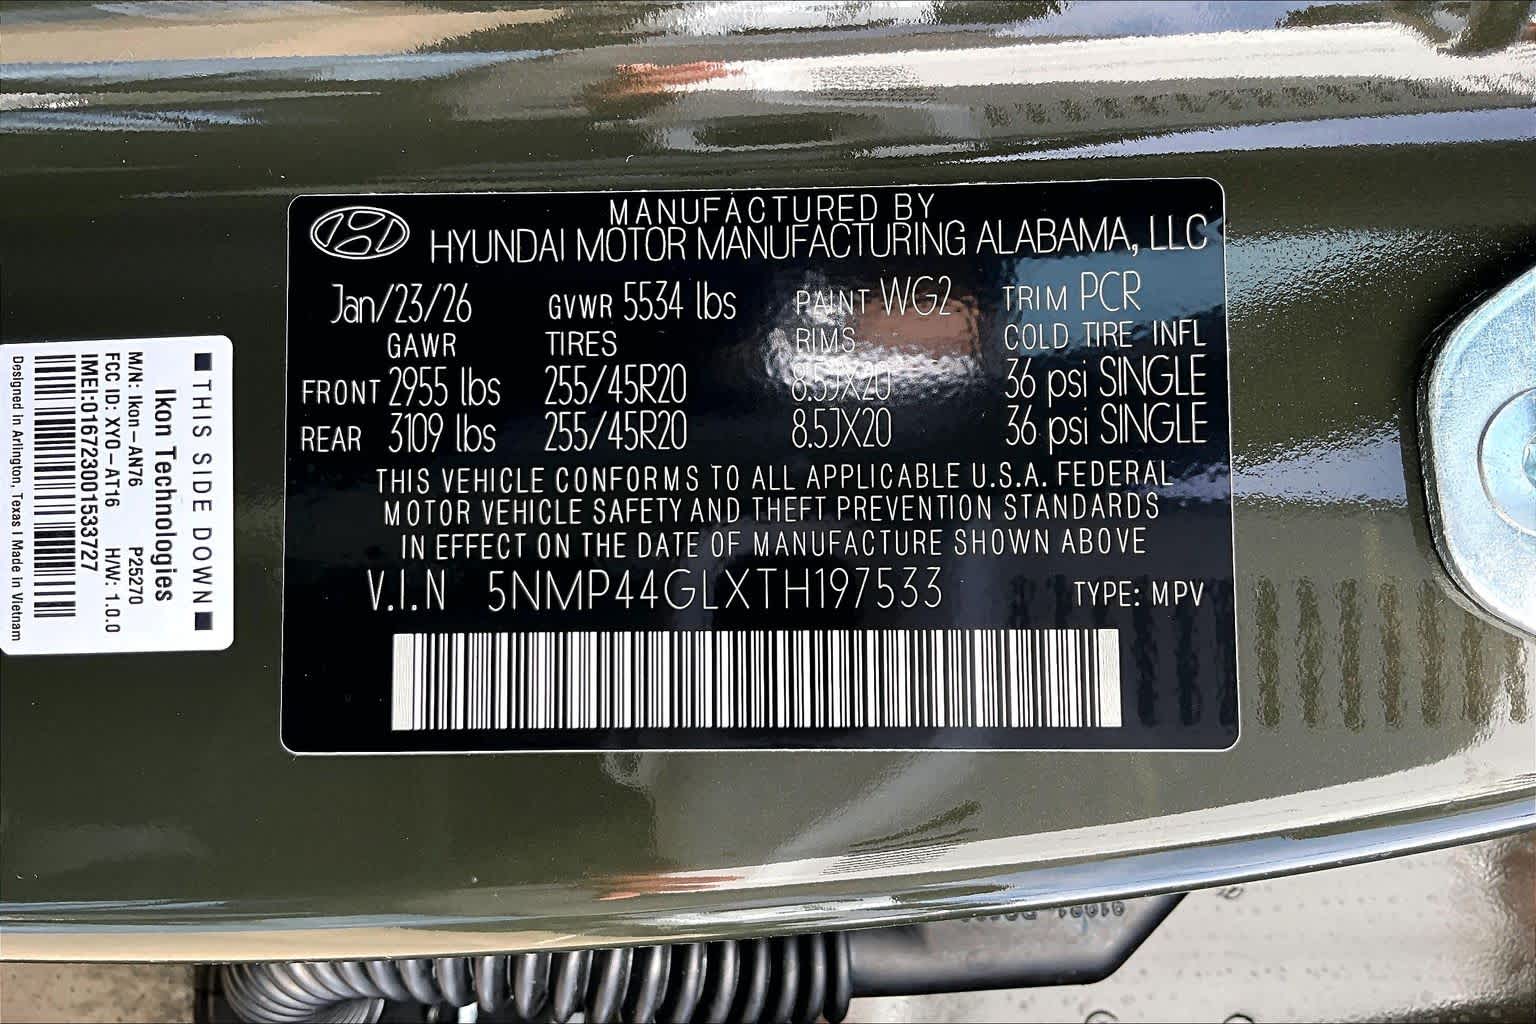 MANUFACTURED BY
HYUNDAI MOTOR MANUFACTURING ALABAMA, LLC
Jan/23/26 GVWR 5534 lbs PAINT WG2 TRIM PCR
GAWR TIRES RIMS COLD TIRE INFL
FRONT 2955 lbs 255/45R20 8.5JX20 36 psi SINGLE
REAR 3109 lbs 255/45R20 8.5JX20 36 psi SINGLE
THIS VEHICLE CONFORMS TO ALL APPLICABLE U.S.A. FEDERAL
MOTOR VEHICLE SAFETY AND THEFT PREVENTION STANDARDS
IN EFFECT ON THE DATE OF MANUFACTURE SHOWN ABOVE
V.I.N 5NMP44GLXTH197533 TYPE: MPV
THIS SIDE DOWN
Ikon Technologies
M/N: Ikon-AN76 P25270
FCC ID: XYO-AT16 H/W: 1.0.0
IMEI:016723001533727
Designed in Arlington, Texas I Made in Vietnam